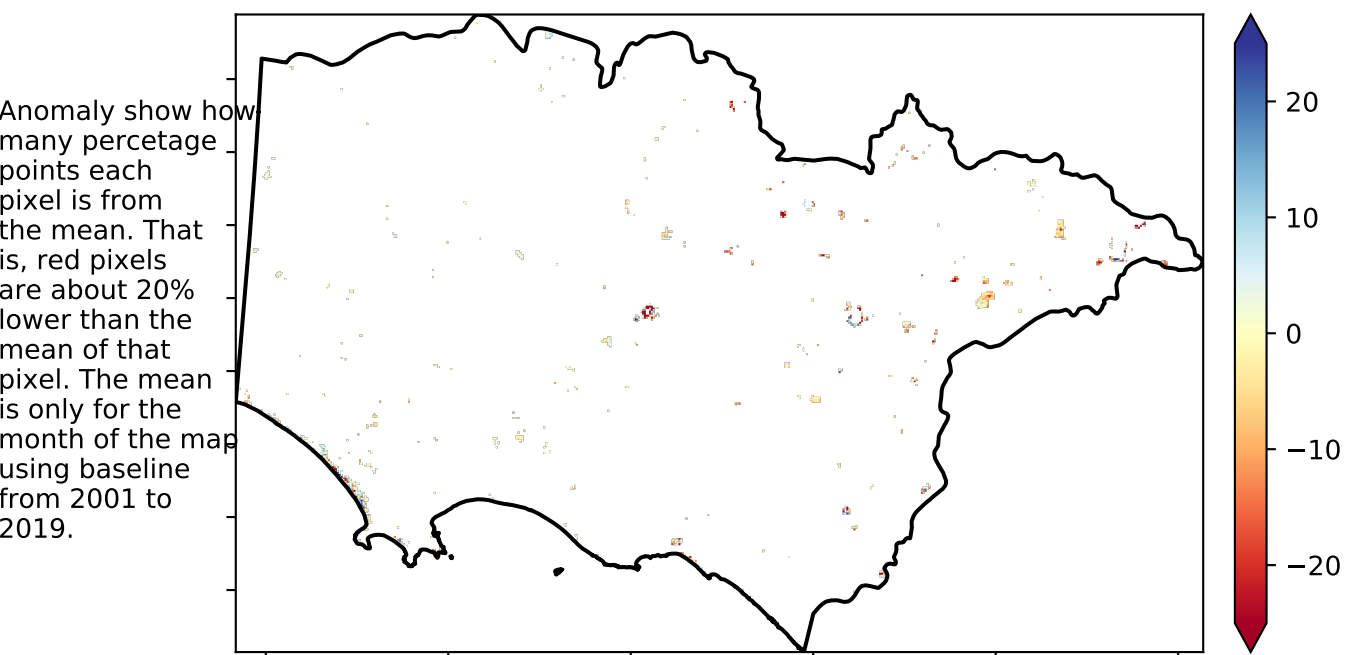 Anomaly show how
many percetage
points each
pixel is from
the mean. That
is, red pixels
are about 20%
lower than the
mean of that
pixel. The mean
is only for the
month of the map
using baseline
from 2001 to
2019.
20
10
0
−10
−20